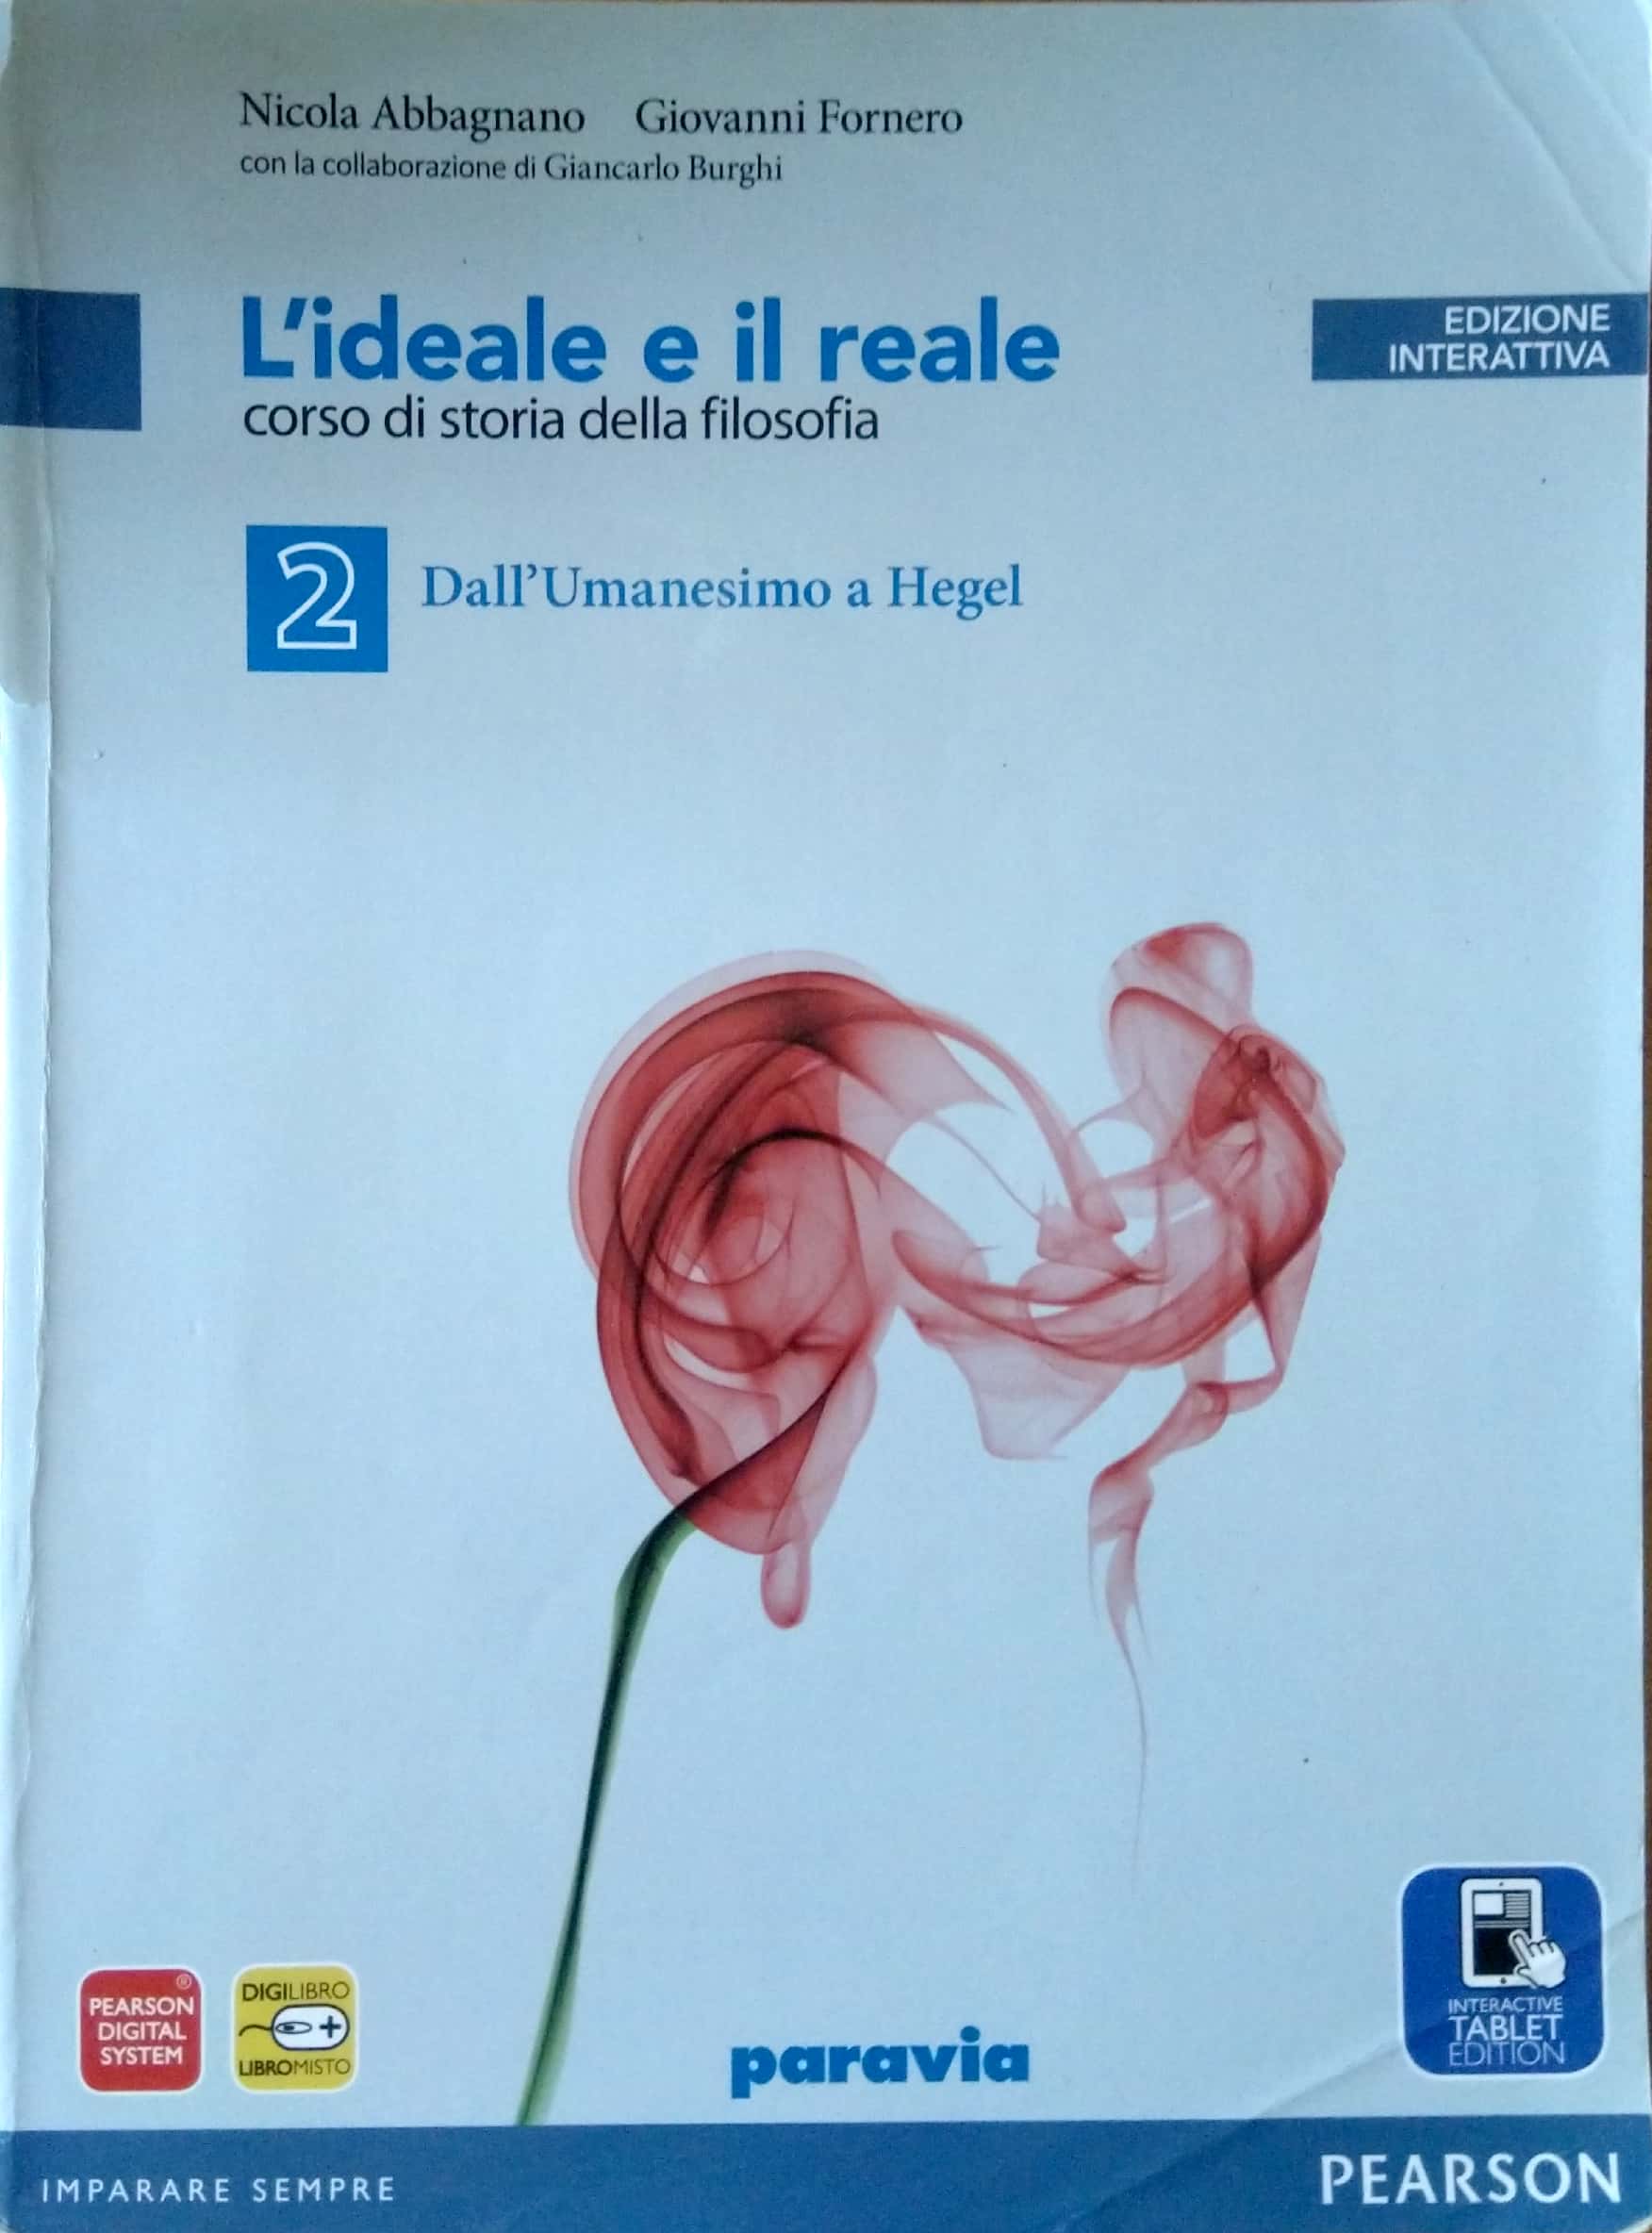 Nicola Abbagnano Giovanni Fornero
con la collaborazione di Giancarlo Burghi
L'ideale e il reale
corso di storia della filosofia
EDIZIONE
INTERATTIVA
2 Dall'Umanesimo a Hegel
PEARSON ®
DIGITAL
SYSTEM
DIGILIBRO
+
LIBROMISTO
paravia
INTERACTIVE
TABLET
EDITION
IMPARARE SEMPRE
PEARSON